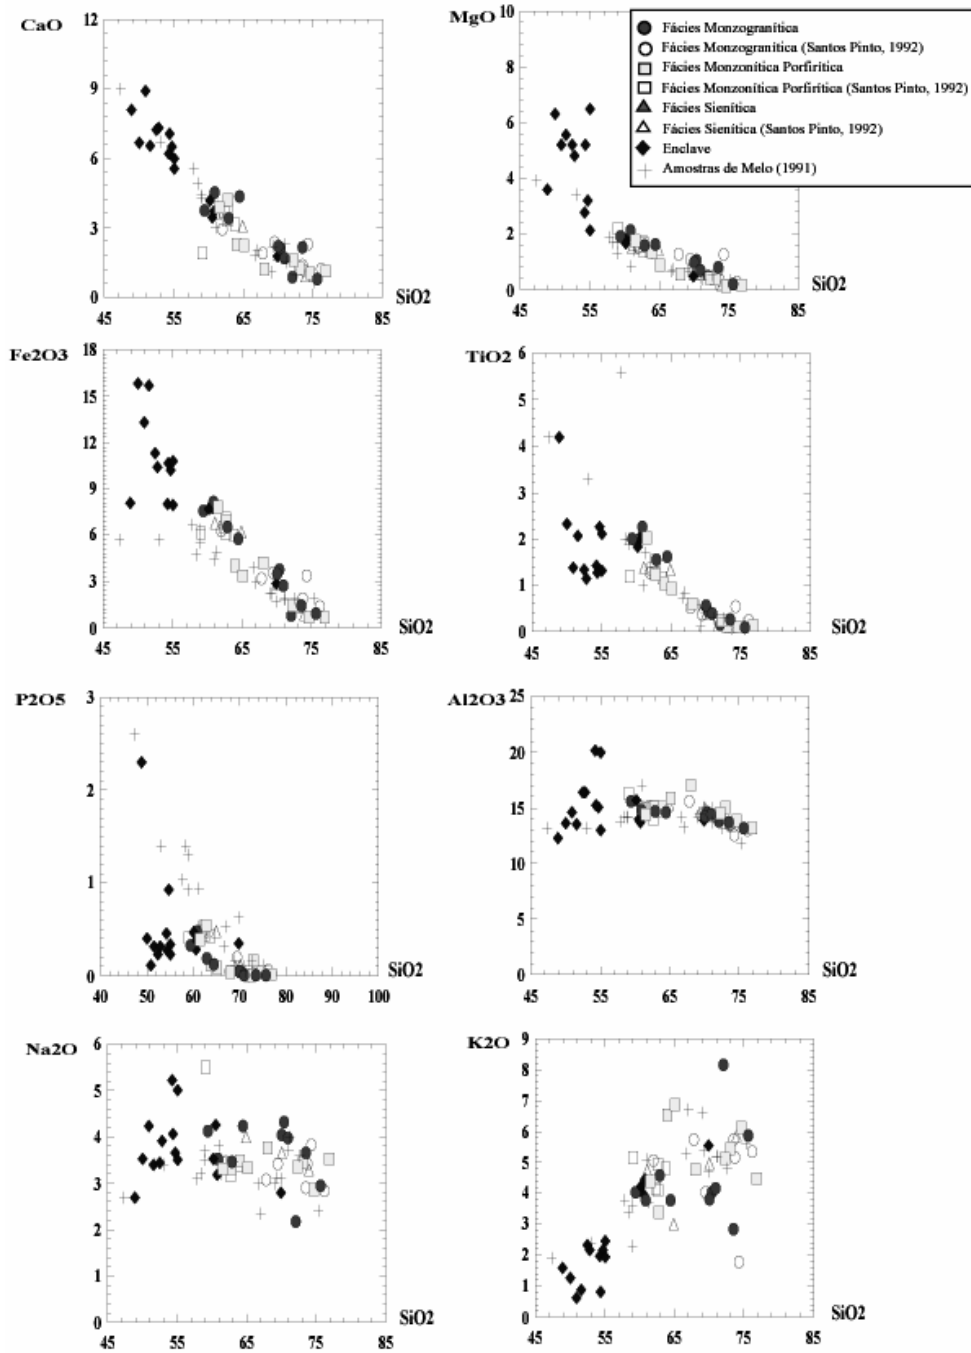 CaO
12
9
6
3
0
45 55 65 75 85
SiO2
MgO
10
8
6
4
2
0
45 55 65 75 85
SiO2
Fácies Monzogranítica
Fácies Monzogranítica (Santos Pinto, 1992)
Fácies Monzonítica Porfirítica
Fácies Monzonítica Porfirítica (Santos Pinto, 1992)
Fácies Sienítica
Fácies Sienítica (Santos Pinto, 1992)
Enclave
Amostras de Melo (1991)
Fe2O3
18
15
12
9
6
3
0
45 55 65 75 85
SiO2
TiO2
6
5
4
3
2
1
0
45 55 65 75 85
SiO2
P2O5
3
2
1
0
40 50 60 70 80 90 100
SiO2
Al2O3
25
20
15
10
5
0
45 55 65 75 85
SiO2
Na2O
6
5
4
3
2
1
0
45 55 65 75 85
SiO2
K2O
9
8
7
6
5
4
3
2
1
0
45 55 65 75 85
SiO2